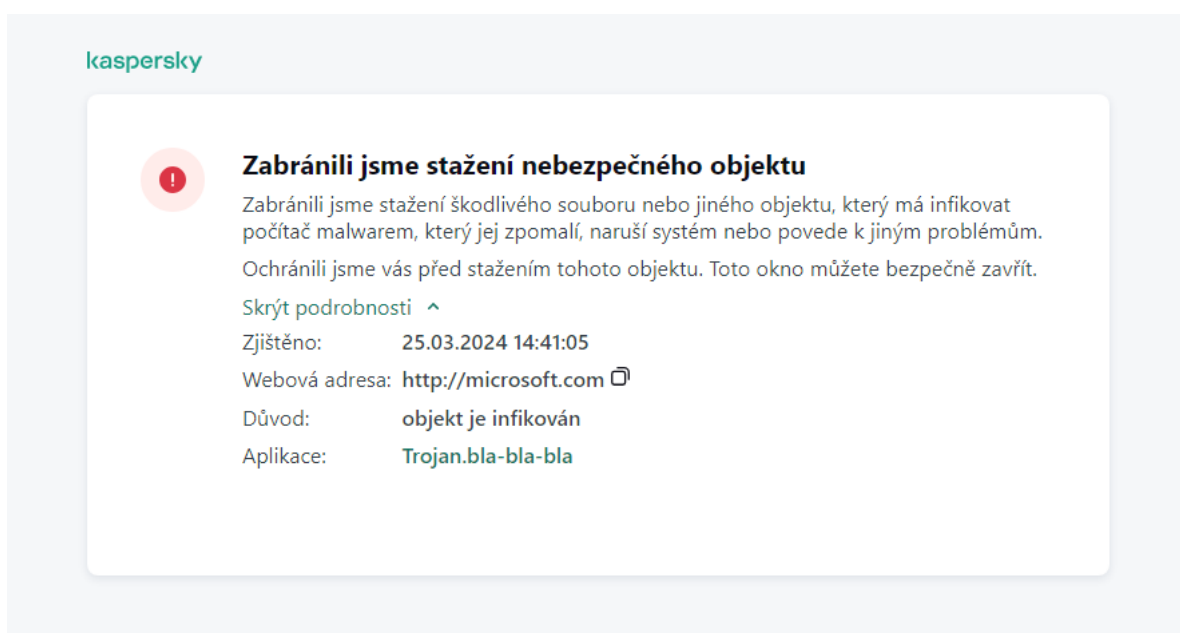 kaspersky
Zabránili jsme stažení nebezpečného objektu
Zabránili jsme stažení škodlivého souboru nebo jiného objektu, který má infikovat
počítač malwarem, který jej zpomalí, naruší systém nebo povede k jiným problémům.
Ochránili jsme vás před stažením tohoto objektu. Toto okno můžete bezpečně zavřít.
Skrýt podrobnosti
Zjištěno: 25.03.2024 14:41:05
Webová adresa: http://microsoft.com
Důvod: objekt je infikován
Aplikace: Trojan.bla-bla-bla